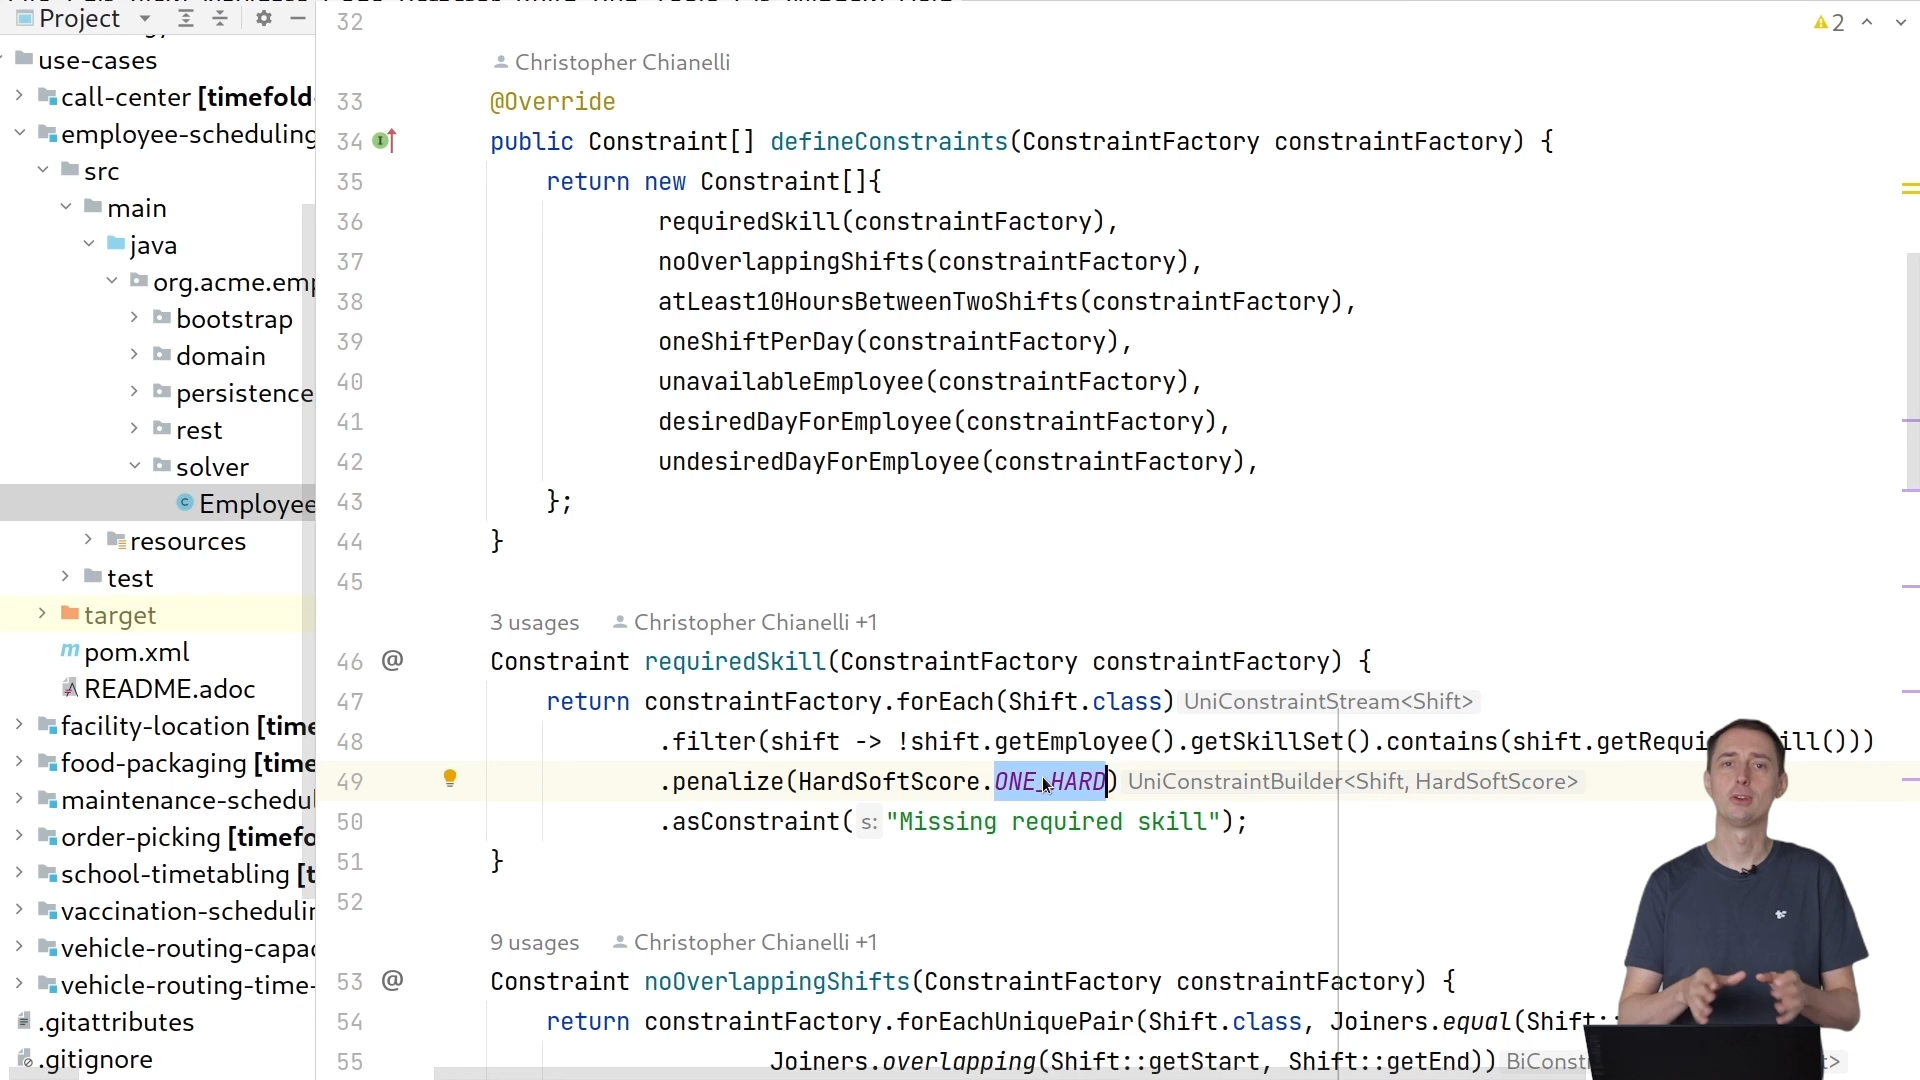 Project
use-cases
call-center [timefold
employee-scheduling
src
main
java
org.acme.emp
bootstrap
domain
persistence
rest
solver
Employee
resources
test
target
pom.xml
README.adoc
facility-location [time
food-packaging [time
maintenance-schedul
order-picking [timefo
school-timetabling [t
vaccination-schedulin
vehicle-routing-capac
vehicle-routing-time-
.gitattributes
.gitignore
2
32
Christopher Chianelli
33 @Override
34 public Constraint[] defineConstraints(ConstraintFactory constraintFactory) {
35 return new Constraint[]{
36 requiredSkill(constraintFactory),
37 noOverlappingShifts(constraintFactory),
38 atLeast10HoursBetweenTwoShifts(constraintFactory),
39 oneShiftPerDay(constraintFactory),
40 unavailableEmployee(constraintFactory),
41 desiredDayForEmployee(constraintFactory),
42 undesiredDayForEmployee(constraintFactory),
43 };
44 }
45
3 usages Christopher Chianelli +1
46 @ Constraint requiredSkill(ConstraintFactory constraintFactory) {
47 return constraintFactory.forEach(Shift.class) UniConstraintStream<Shift>
48 .filter(shift -> !shift.getEmployee().getSkillSet().contains(shift.getRequi ill()))
49 .penalize(HardSoftScore.ONE_HARD) UniConstraintBuilder<Shift, HardSoftScore>
50 .asConstraint( s: "Missing required skill");
51 }
52
9 usages Christopher Chianelli +1
53 @ Constraint noOverlappingShifts(ConstraintFactory constraintFactory) {
54 return constraintFactory.forEachUniquePair(Shift.class, Joiners.equal(Shift::
55 Joiners.overlapping(Shift::getStart, Shift::getEnd)) BiConst t>